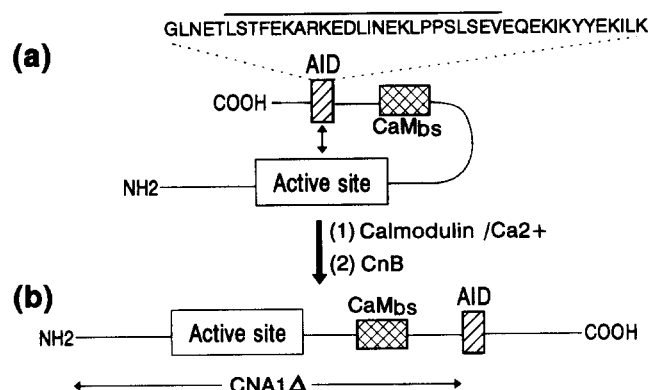 GLNETLSTFEKARKEDLINEKLPPSLSEVEQEKIKYYEKILK
(a)
AID
COOH
CaMbs
Active site
NH2
(1) Calmodulin /Ca2+
(2) CnB
(b)
CaMbs
AID
NH2
Active site
COOH
CNA1Δ